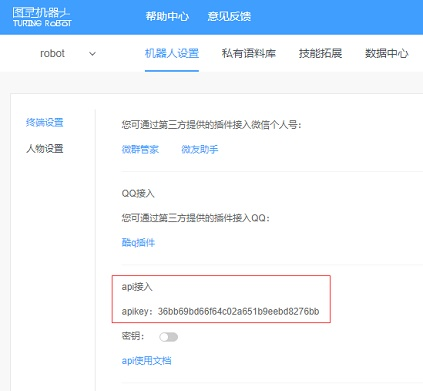 图灵机器人
TURING ROBOT
帮助中心 意见反馈
robot 机器人设置 私有语料库 技能拓展 数据中心
终端设置
人物设置
您可通过第三方提供的插件接入微信个人号：
微群管家 微友助手
QQ接入
您可通过第三方提供的插件接入QQ：
酷q插件
api接入
apikey：36bb69bd66f64c02a651b9eebd8276bb
密钥：
api使用文档